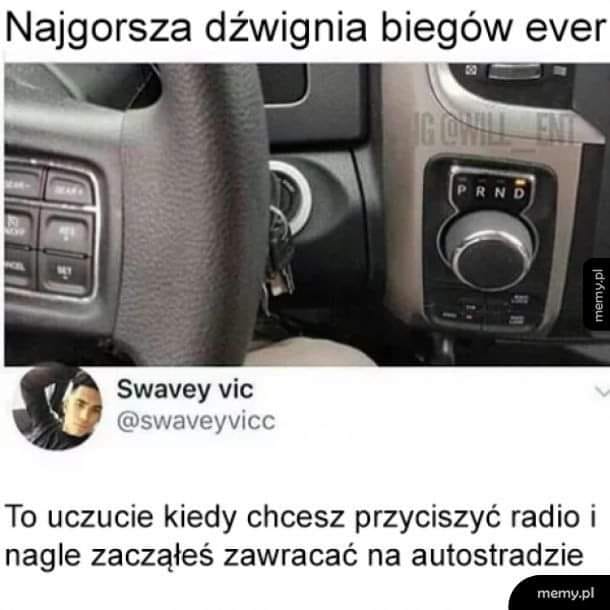 Najgorsza dźwignia biegów ever
IG @WILL_ENT
P R N D
memy.pl
Swavey vic
@swaveyvicc
To uczucie kiedy chcesz przyciszyć radio i
nagle zacząłeś zawracać na autostradzie
memy.pl